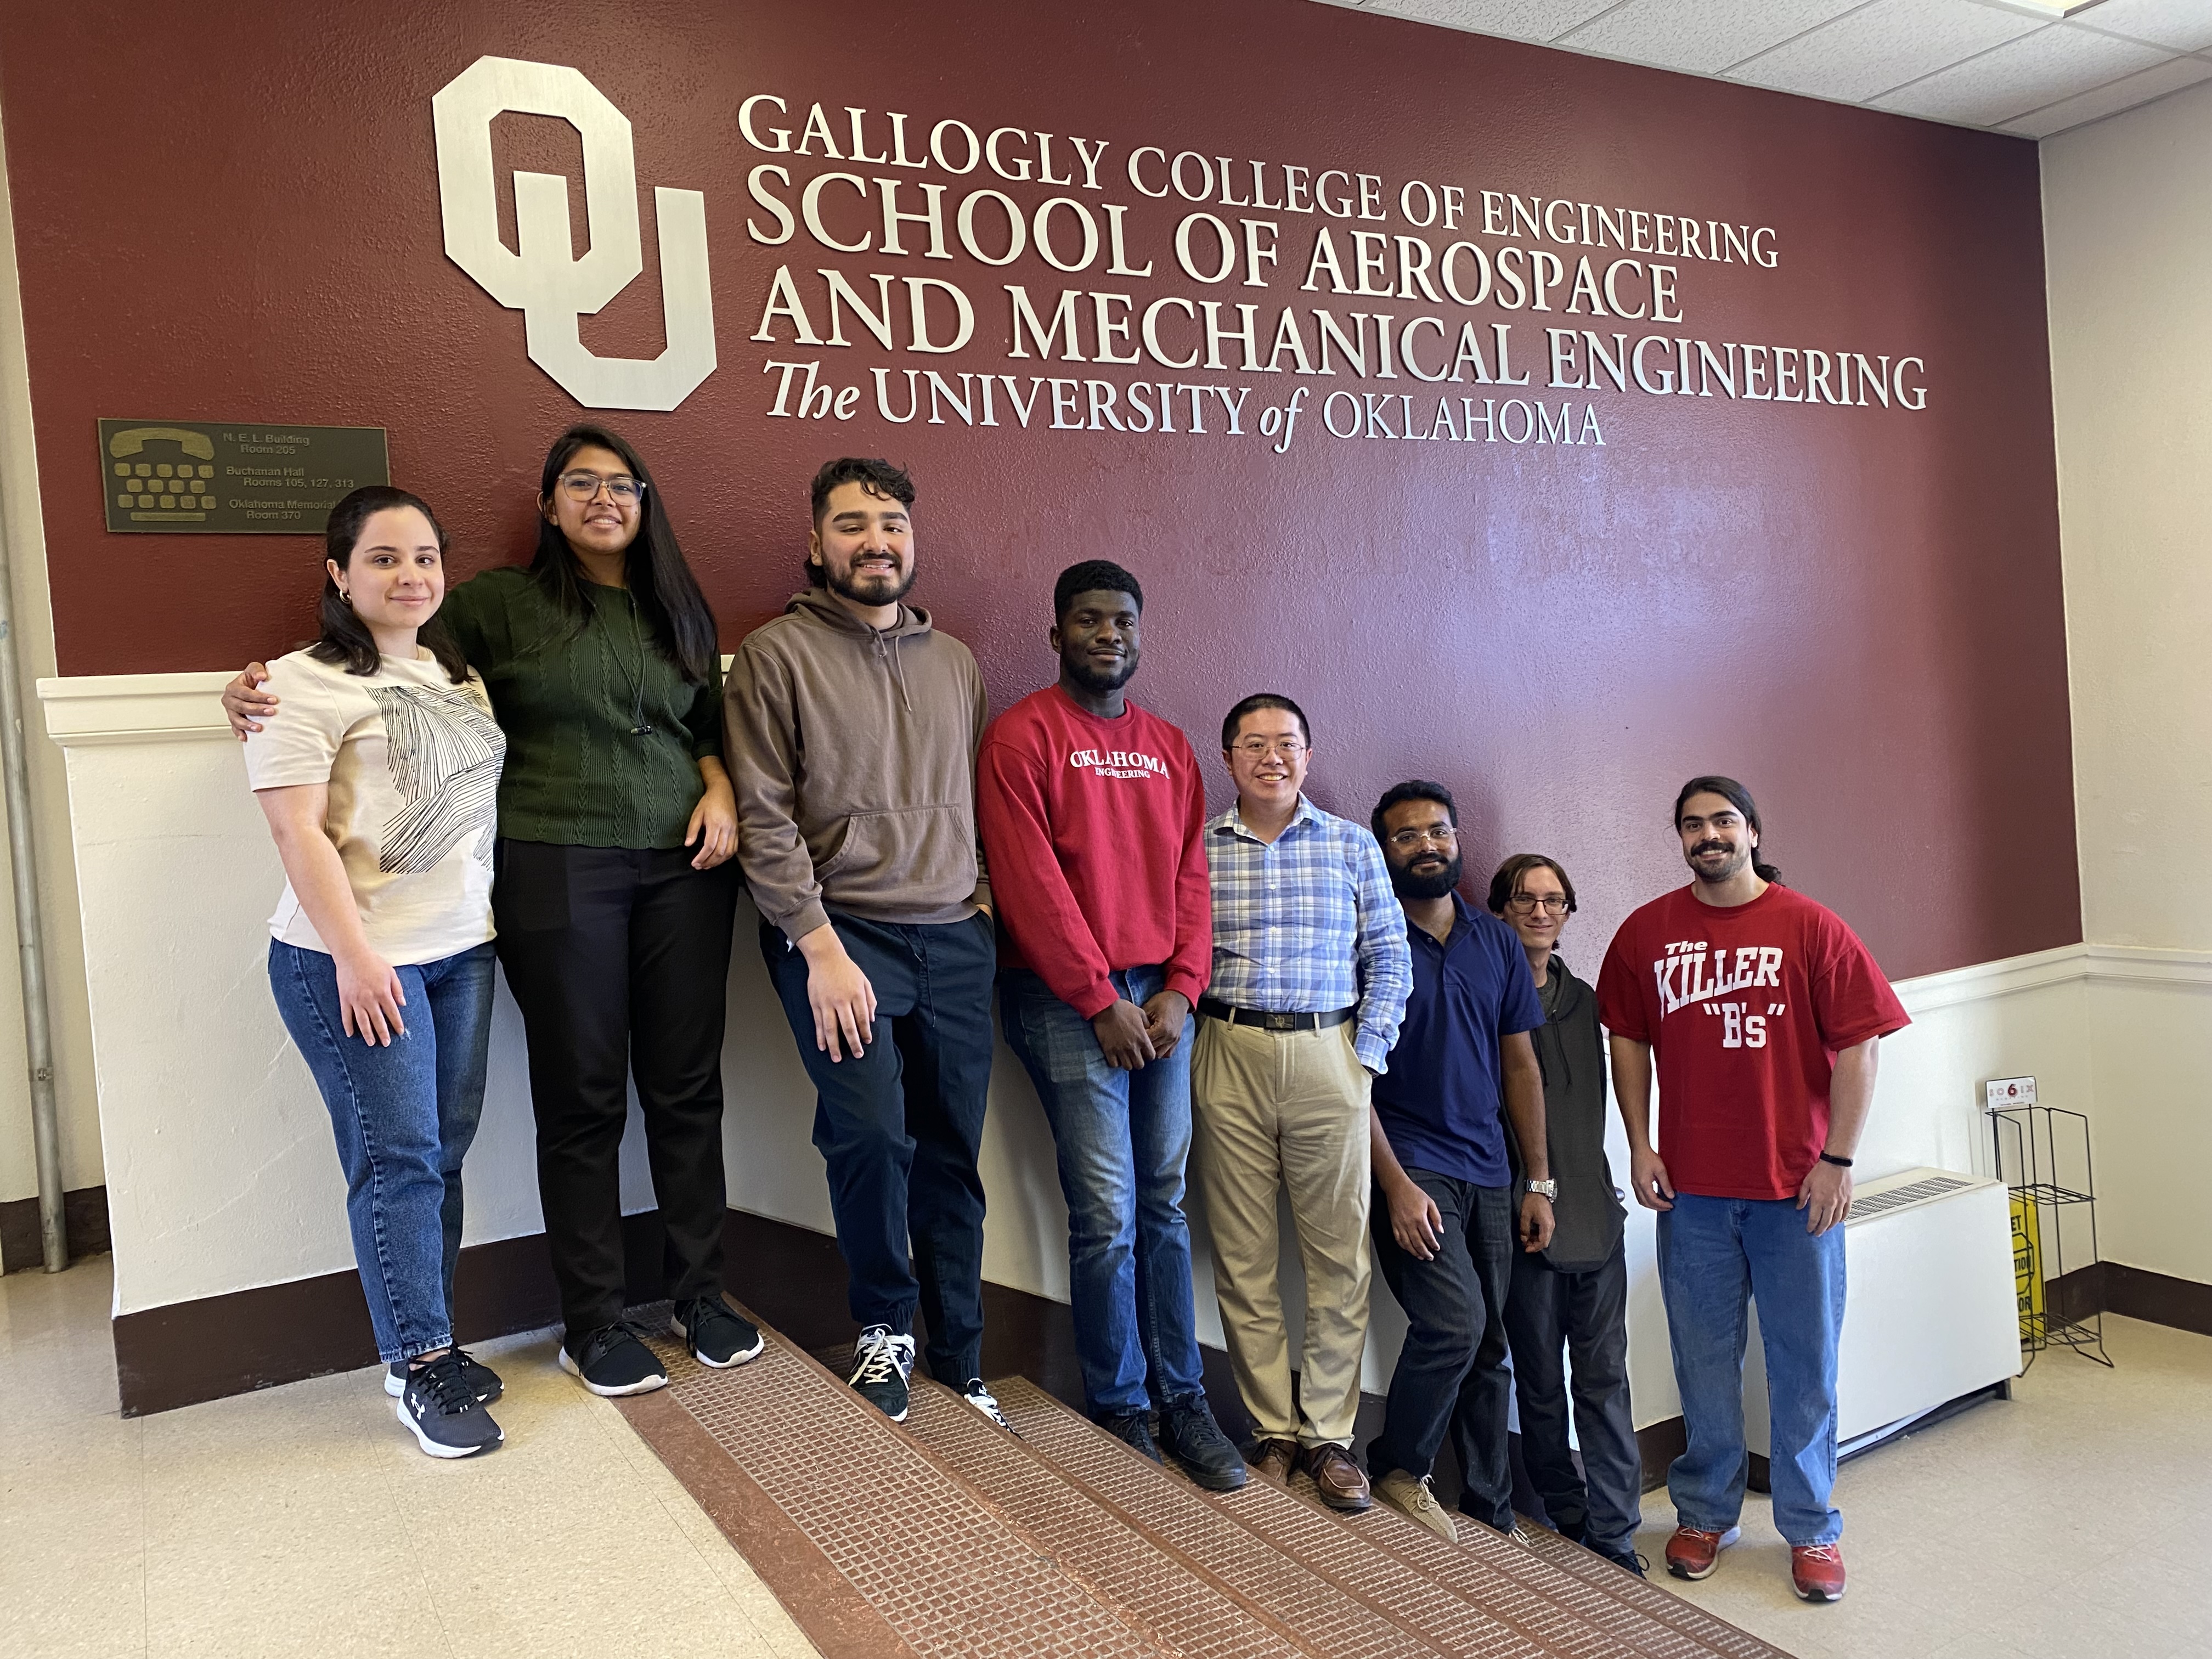 OU
GALLOGLY COLLEGE OF ENGINEERING
SCHOOL OF AEROSPACE
AND MECHANICAL ENGINEERING
The UNIVERSITY of OKLAHOMA
N. E. L. Building
Room 205
Buchanan Hall
Rooms 105, 127, 313
Oklahoma Memorial
Room 370
OKLAHOMA
ENGINEERING
The
KILLER
"B's"